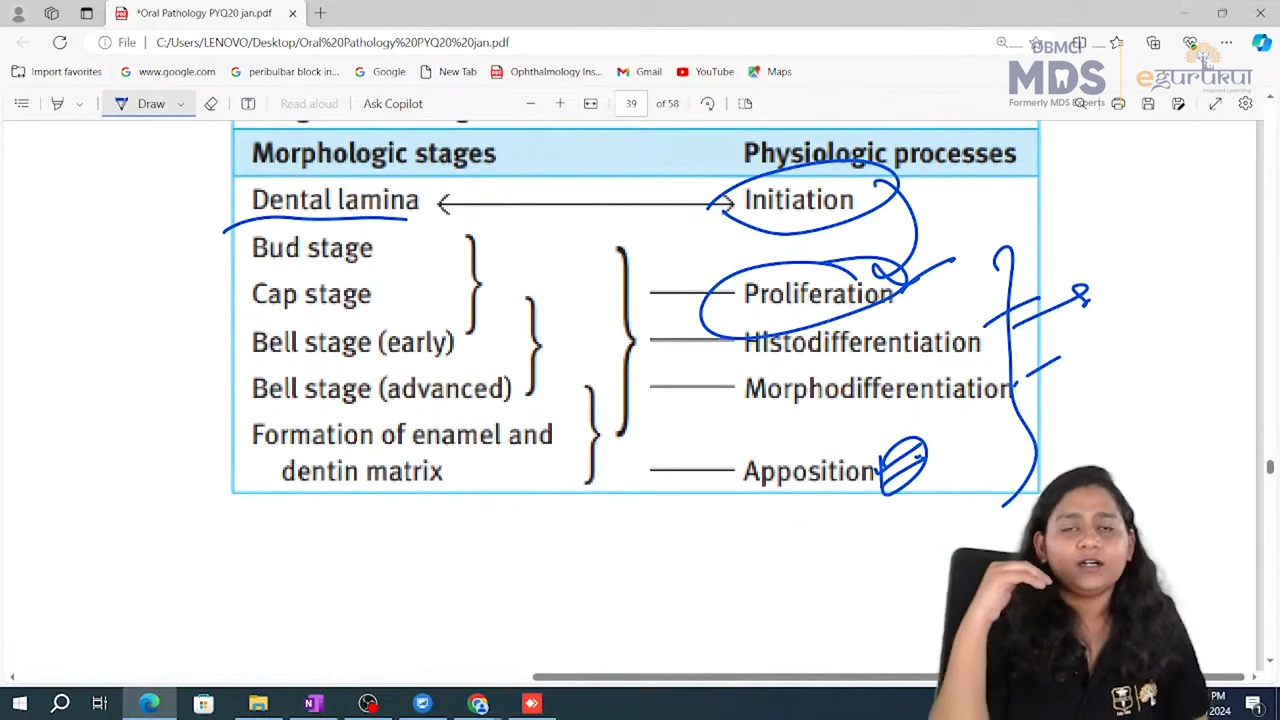 *Oral Pathology PYQ20 jan.pdf
File C:/Users/LENOVO/Desktop/Oral%20Pathology%20PYQ20%20jan.pdf
DBMCI
MDS
Formerly MDS Experts
egurukul
Inspired Learning
Import favorites www.google.com peribulbar block in... Google New Tab Ophthalmology Ins... Gmail YouTube Maps
Draw Read aloud Ask Copilot 39 of 58
Morphologic stages Physiologic processes
Dental lamina Initiation
Bud stage
Cap stage Proliferation
Bell stage (early) Histodifferentiation
Bell stage (advanced) Morphodifferentiation
Formation of enamel and
dentin matrix Apposition
PM
2024